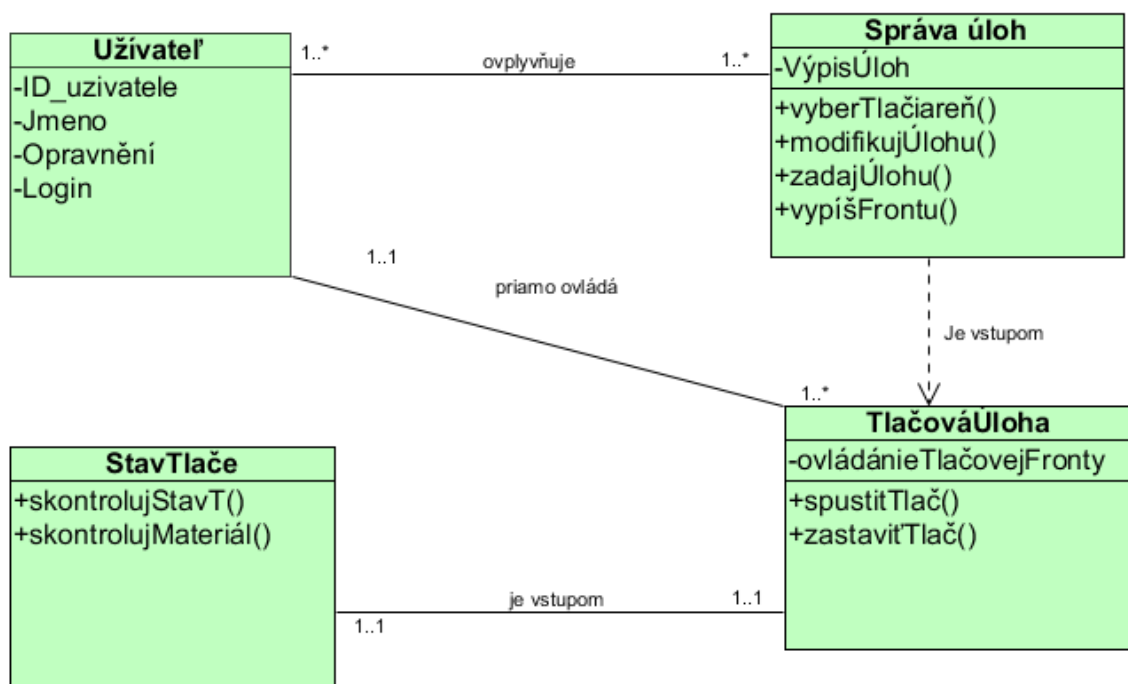 Užívateľ
-ID_uzivatele
-Jmeno
-Opravnění
-Login
1..*
ovplyvňuje
1..*
Správa úloh
-VýpisÚloh
+vyberTlačiareň()
+modifikujÚlohu()
+zadajÚlohu()
+vypíšFrontu()
1..1
priamo ovládá
1..*
Je vstupom
TlačováÚloha
-ovládánieTlačovejFronty
+spustitTlač()
+zastaviťTlač()
StavTlače
+skontrolujStavT()
+skontrolujMateriál()
1..1
je vstupom
1..1